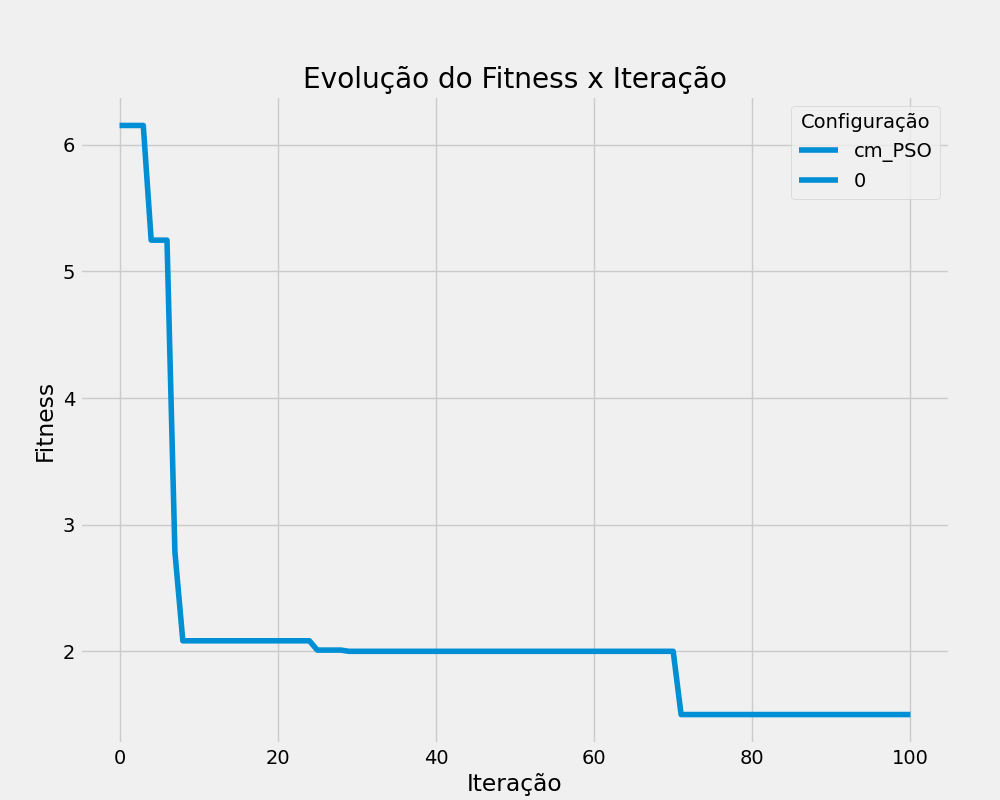 Evolução do Fitness x Iteração
Configuração
cm_PSO
0
6
5
4
3
2
Fitness
0 20 40 60 80 100
Iteração